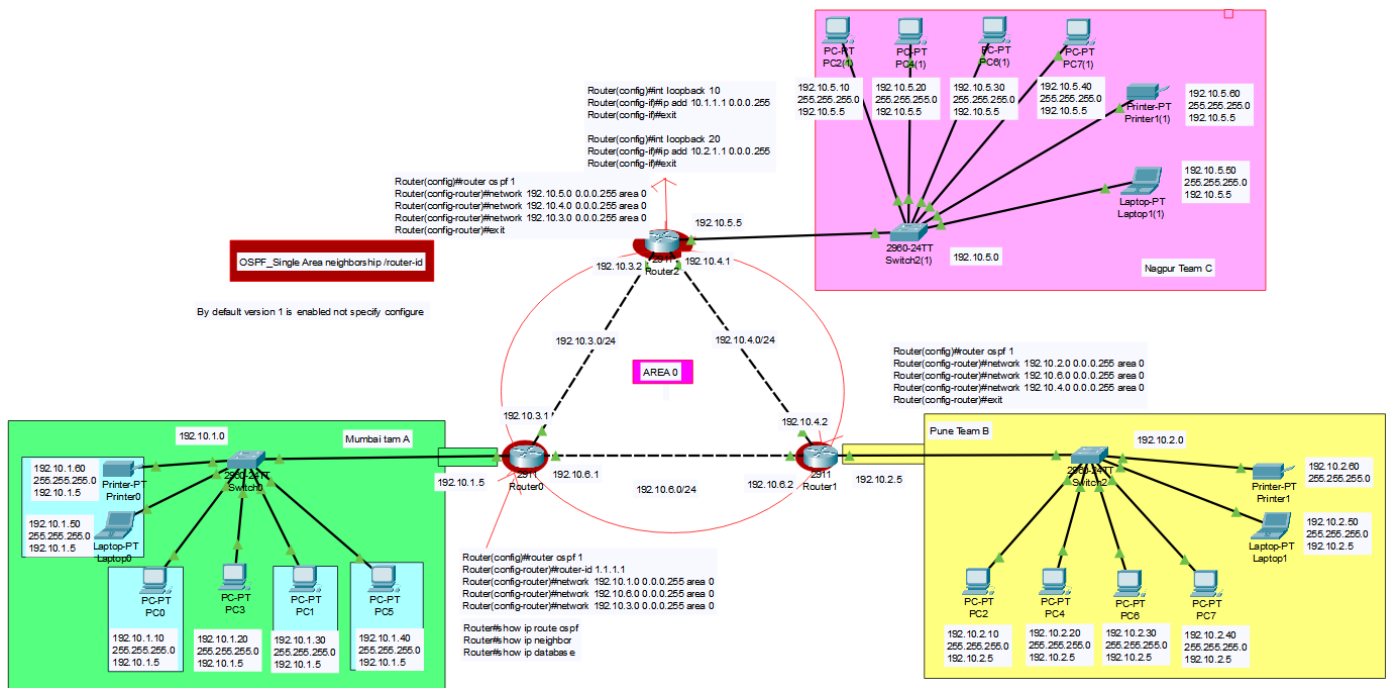 PC-PT
PC2(1)
PC-PT
PC4(1)
PC-PT
PC6(1)
PC-PT
PC7(1)
192.10.5.10
255.255.255.0
192.10.5.5
192.10.5.20
255.255.255.0
192.10.5.5
192.10.5.30
255.255.255.0
192.10.5.5
192.10.5.40
255.255.255.0
192.10.5.5
Printer-PT
Printer1(1)
192.10.5.60
255.255.255.0
192.10.5.5
Laptop-PT
Laptop1(1)
192.10.5.50
255.255.255.0
192.10.5.5
2960-24TT
Switch2(1)
192.10.5.0
Nagpur Team C
Router(config)#int loopback 10
Router(config-if)#ip add 10.1.1.1 0.0.0.255
Router(config-if)#exit
Router(config)#int loopback 20
Router(config-if)#ip add 10.2.1.1 0.0.0.255
Router(config-if)#exit
Router(config)#router ospf 1
Router(config-router)#network 192.10.5.0 0.0.0.255 area 0
Router(config-router)#network 192.10.4.0 0.0.0.255 area 0
Router(config-router)#network 192.10.3.0 0.0.0.255 area 0
Router(config-router)#exit
192.10.5.5
OSPF_Single Area neighborship /router-id
192.10.3.2
2911
Router2
192.10.4.1
By default version 1 is enabled not specify configure
192.10.3.0/24
192.10.4.0/24
AREA 0
Router(config)#router ospf 1
Router(config-router)#network 192.10.2.0 0.0.0.255 area 0
Router(config-router)#network 192.10.6.0 0.0.0.255 area 0
Router(config-router)#network 192.10.4.0 0.0.0.255 area 0
Router(config-router)#exit
192.10.1.0
Mumbai tam A
192.10.3.1
192.10.4.2
Pune Team B
192.10.2.0
192.10.1.60
255.255.255.0
192.10.1.5
Printer-PT
Printer0
2960-24TT
Switch0
192.10.1.5
2911
Router0
192.10.6.1
192.10.6.0/24
192.10.6.2
2911
Router1
192.10.2.5
2960-24TT
Switch2
Printer-PT
Printer1
192.10.2.60
255.255.255.0
192.10.1.50
255.255.255.0
192.10.1.5
Laptop-PT
Laptop0
Laptop-PT
Laptop1
192.10.2.50
255.255.255.0
192.10.2.5
PC-PT
PC0
PC-PT
PC3
PC-PT
PC1
PC-PT
PC5
192.10.1.10
255.255.255.0
192.10.1.5
192.10.1.20
255.255.255.0
192.10.1.5
192.10.1.30
255.255.255.0
192.10.1.5
192.10.1.40
255.255.255.0
192.10.1.5
Router(config)#router ospf 1
Router(config-router)#router-id 1.1.1.1
Router(config-router)#network 192.10.1.0 0.0.0.255 area 0
Router(config-router)#network 192.10.6.0 0.0.0.255 area 0
Router(config-router)#network 192.10.3.0 0.0.0.255 area 0
Router#show ip route ospf
Router#show ip neighbor
Router#show ip database
PC-PT
PC2
PC-PT
PC4
PC-PT
PC6
PC-PT
PC7
192.10.2.10
255.255.255.0
192.10.2.5
192.10.2.20
255.255.255.0
192.10.2.5
192.10.2.30
255.255.255.0
192.10.2.5
192.10.2.40
255.255.255.0
192.10.2.5